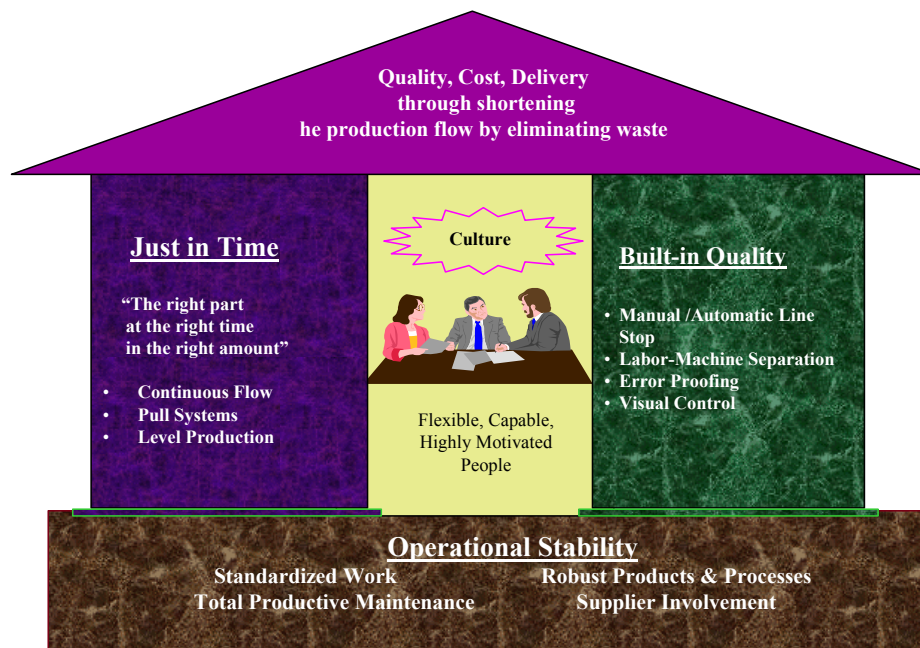 Quality, Cost, Delivery
through shortening
he production flow by eliminating waste
Just in Time
“The right part
at the right time
in the right amount”
• Continuous Flow
• Pull Systems
• Level Production
Culture
Flexible, Capable,
Highly Motivated
People
Built-in Quality
• Manual /Automatic Line
Stop
• Labor-Machine Separation
• Error Proofing
• Visual Control
Operational Stability
Standardized Work
Total Productive Maintenance
Robust Products & Processes
Supplier Involvement